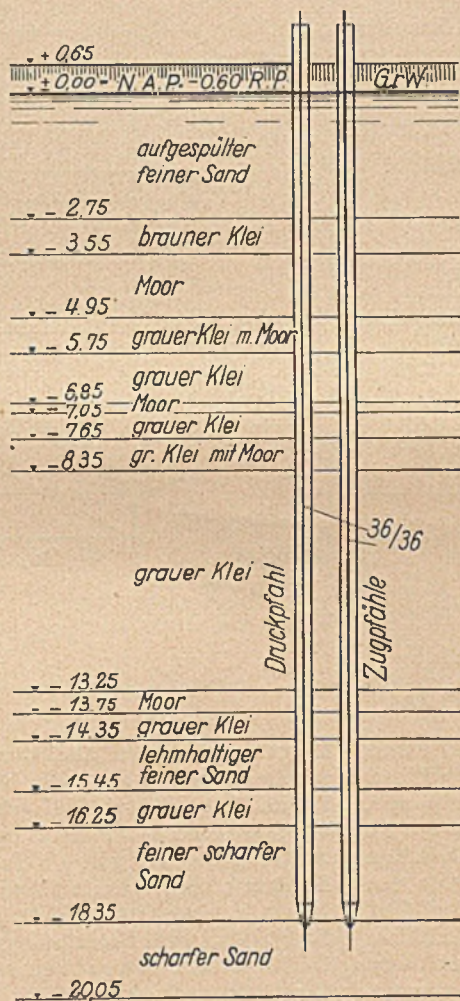 + 0,65
± 0,00 - N.A.P. - 0.60 R.P. Gr.W.
aufgespülter
feiner Sand
- 2,75
brauner Klei
- 3.55
Moor
- 4.95
grauer Klei m. Moor
- 5.75
grauer Klei
- 6,85
Moor
- 7,05
grauer Klei
- 7.65
gr. Klei mit Moor
- 8.35
36/36
grauer Klei
Druckpfahl
Zugpfähle
- 13.25
- 13.75 Moor
- 14.35 grauer Klei
lehmhaltiger
feiner Sand
- 15.45
- 16.25 grauer Klei
feiner scharfer
Sand
- 18.35
scharfer Sand
- 20.05